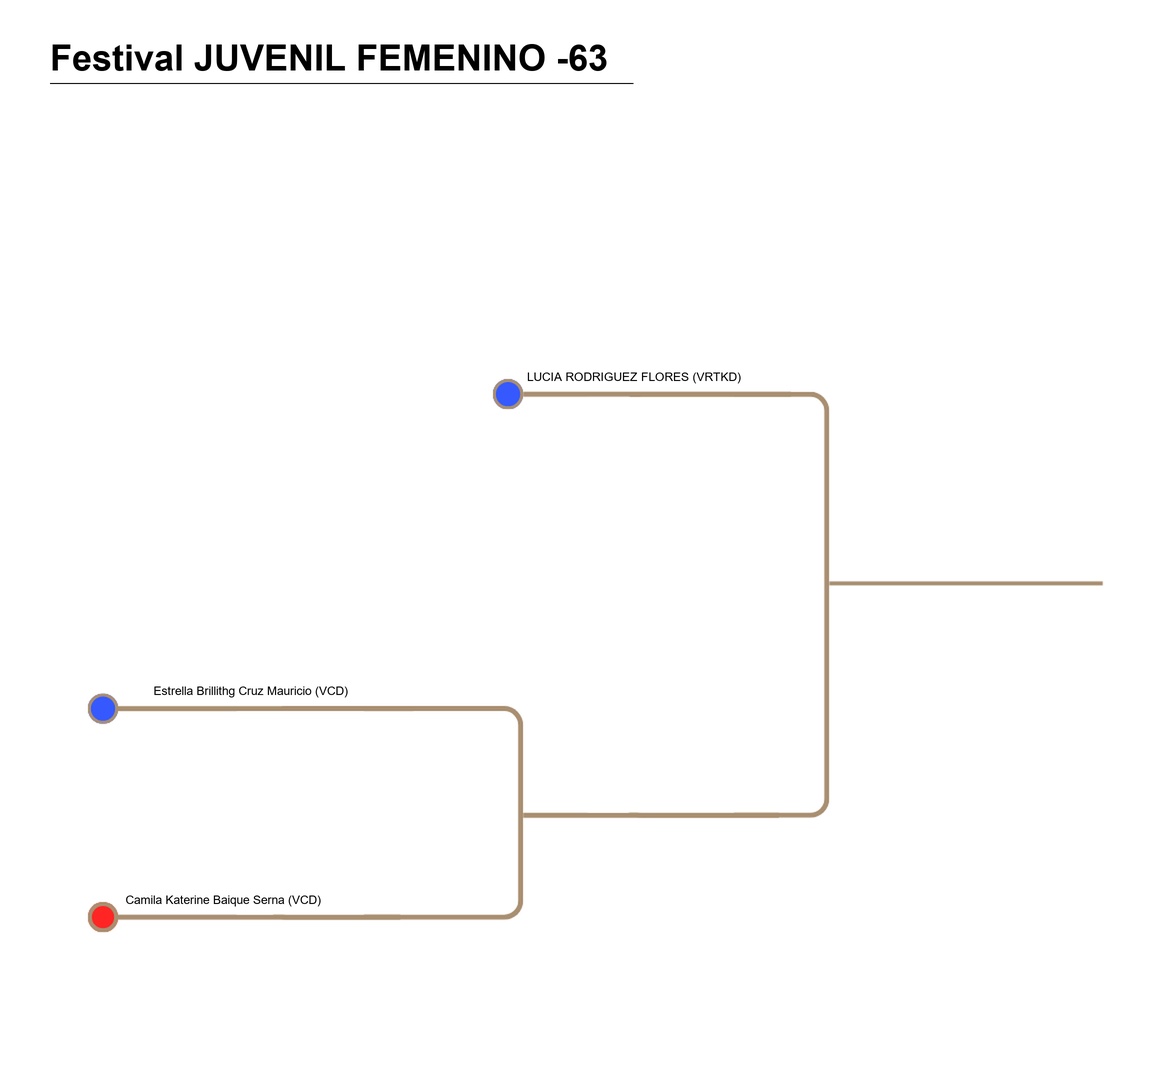 Festival JUVENIL FEMENINO -63
LUCIA RODRIGUEZ FLORES (VRTKD)
Estrella Brillithg Cruz Mauricio (VCD)
Camila Katerine Baique Serna (VCD)